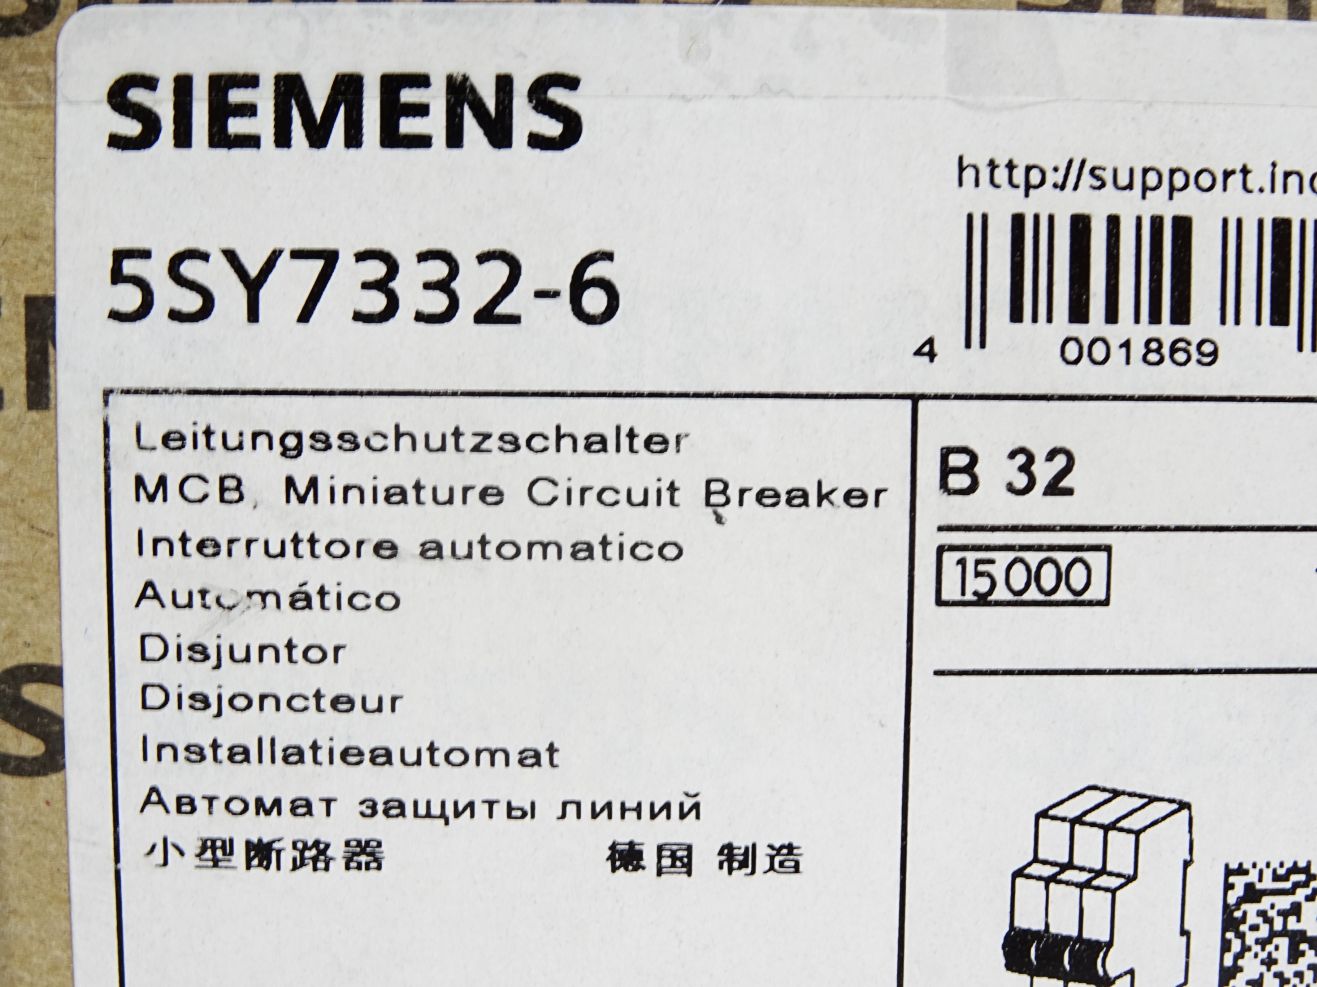 SIEMENS
5SY7332-6
http://support.in
4 001869
Leitungsschutzschalter
MCB, Miniature Circuit Breaker
Interruttore automatico
Automático
Disjuntor
Disjoncteur
Installatieautomat
Автомат защиты линий
小型断路器 德国 制造
B 32
15000